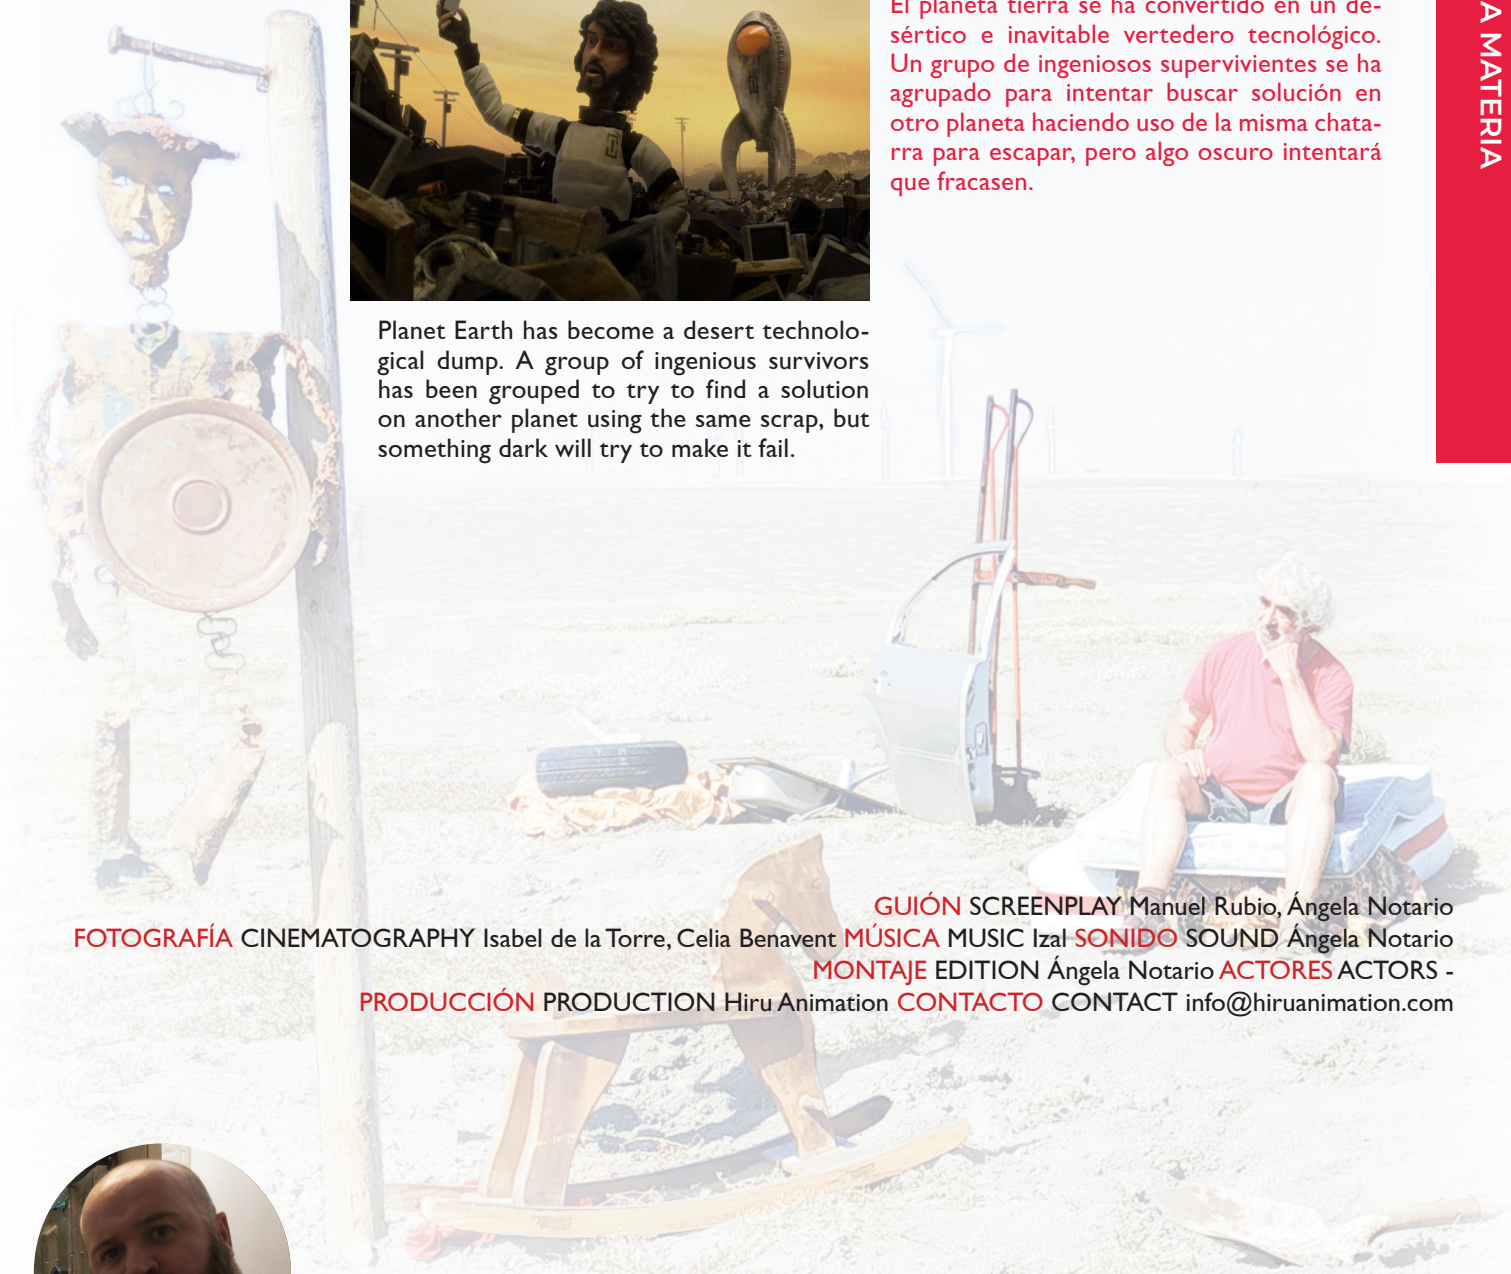 El planeta tierra se ha convertido en un de-
sértico e inavitable vertedero tecnológico.
Un grupo de ingeniosos supervivientes se ha
agrupado para intentar buscar solución en
otro planeta haciendo uso de la misma chata-
rra para escapar, pero algo oscuro intentará
que fracasen.
A MATERIA
Planet Earth has become a desert technolo-
gical dump. A group of ingenious survivors
has been grouped to try to find a solution
on another planet using the same scrap, but
something dark will try to make it fail.
GUIÓN SCREENPLAY Manuel Rubio, Ángela Notario
FOTOGRAFÍA CINEMATOGRAPHY Isabel de la Torre, Celia Benavent MÚSICA MUSIC Izal SONIDO SOUND Ángela Notario
MONTAJE EDITION Ángela Notario ACTORES ACTORS -
PRODUCCIÓN PRODUCTION Hiru Animation CONTACTO CONTACT info@hiruanimation.com